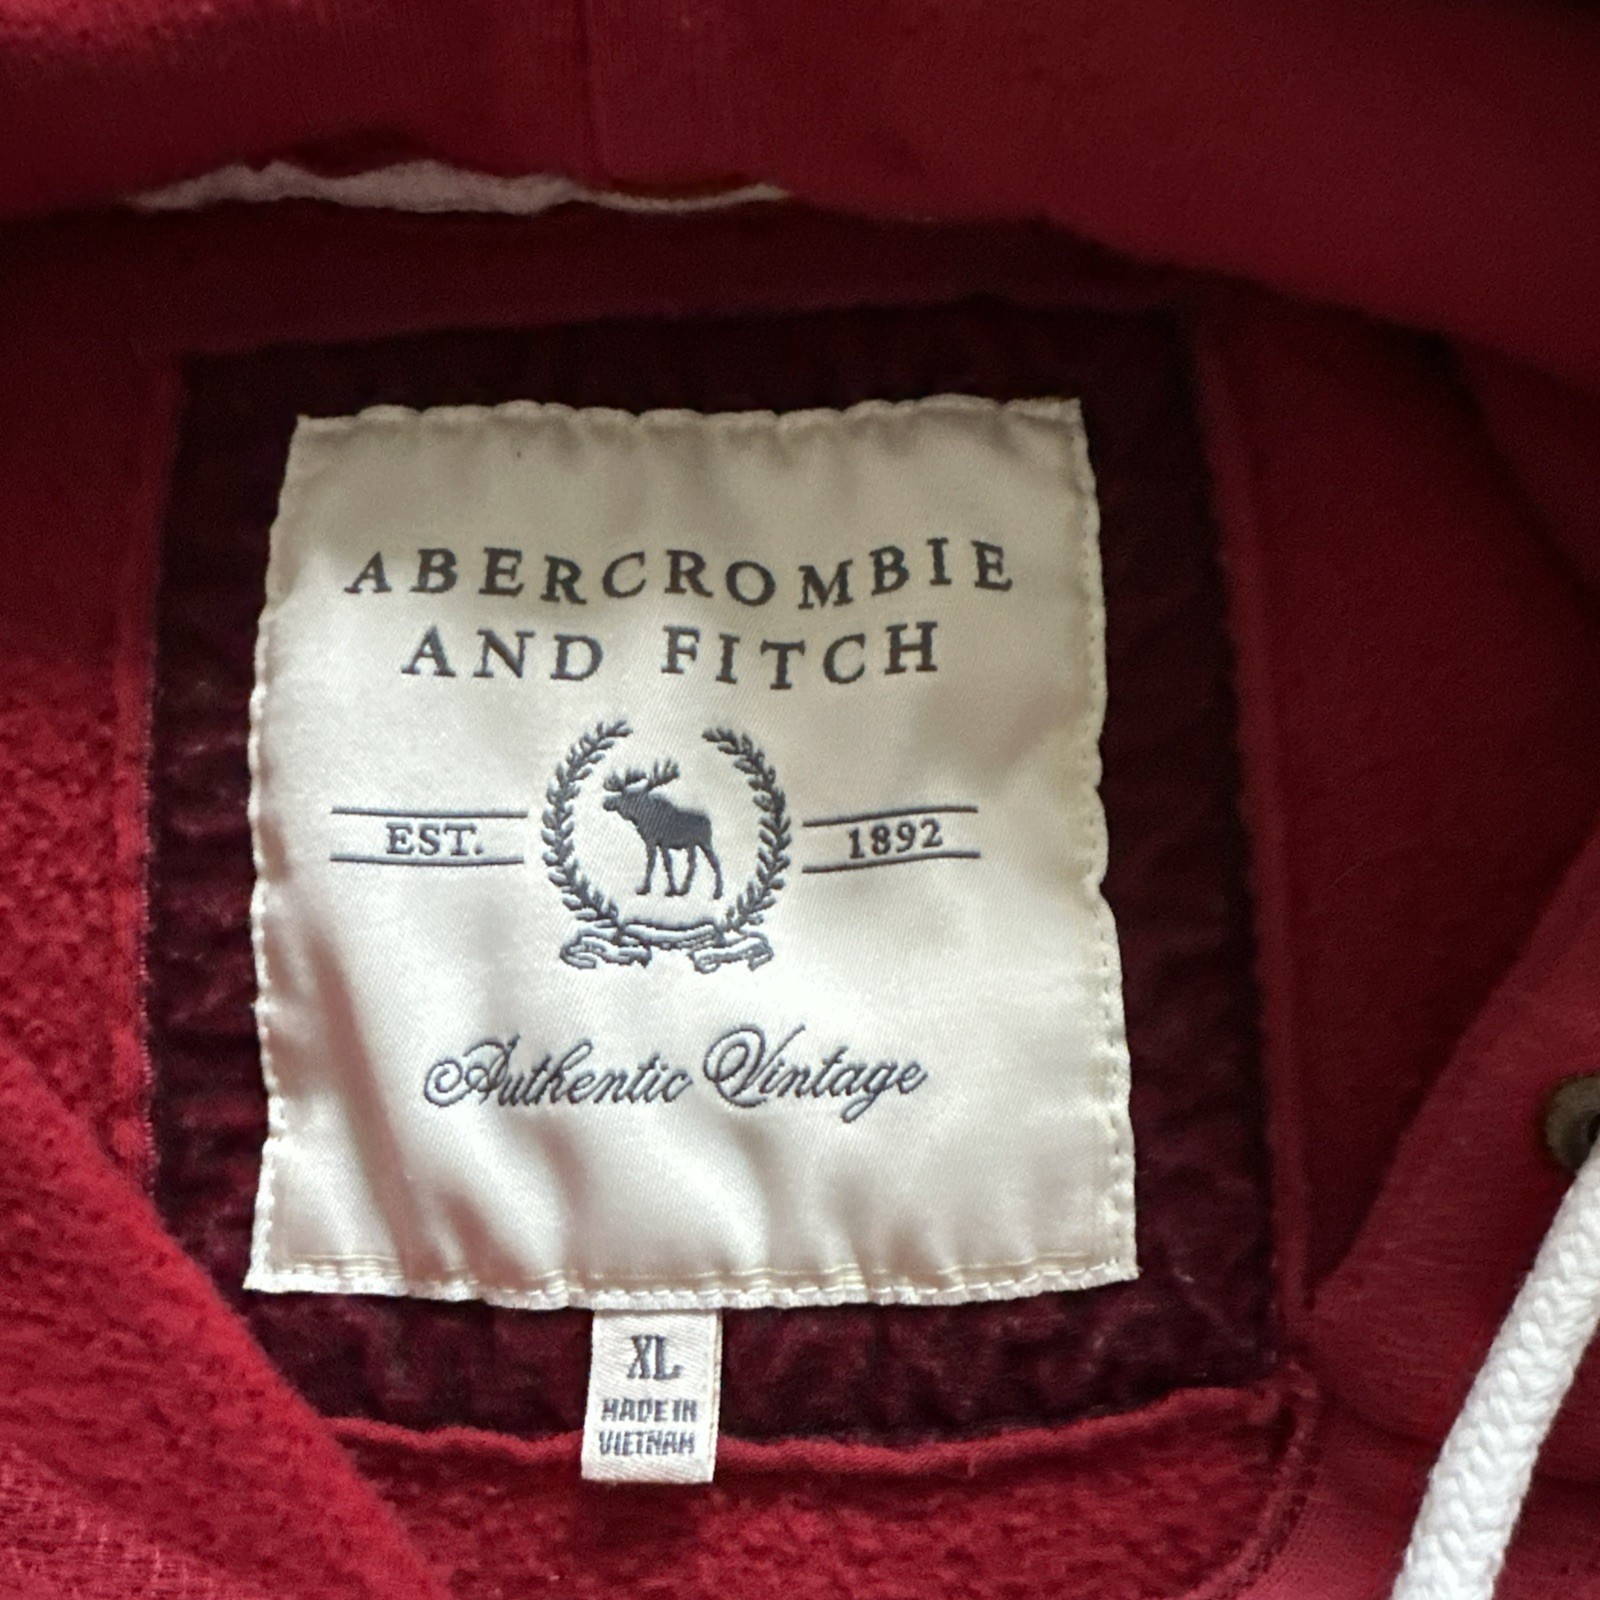 ABERCROMBIE
AND FITCH
EST. 1892
Authentic Vintage
XL
MADE IN
VIETNAM